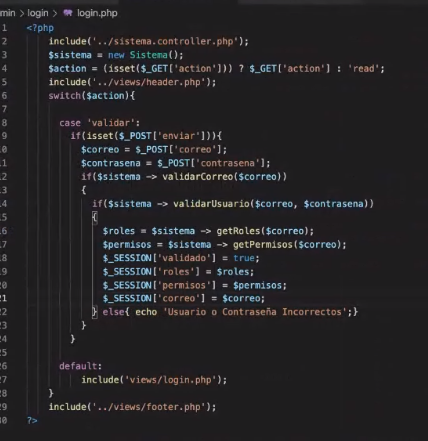 min > login > login.php
1 <?php
2 include('../sistema.controller.php');
3 $sistema = new Sistema();
4 $action = (isset($_GET['action'])) ? $_GET['action'] : 'read';
5 include('../views/header.php');
6 switch($action){
7
8 case 'validar':
9 if(isset($_POST['enviar'])){
10 $correo = $_POST['correo'];
11 $contrasena = $_POST['contrasena'];
12 if($sistema -> validarCorreo($correo))
13 {
14 if($sistema -> validarUsuario($correo, $contrasena))
15 {
16 $roles = $sistema -> getRoles($correo);
17 $permisos = $sistema -> getPermisos($correo);
18 $_SESSION['validado'] = true;
19 $_SESSION['roles'] = $roles;
20 $_SESSION['permisos'] = $permisos;
21 $_SESSION['correo'] = $correo;
22 } else{ echo 'Usuario o Contraseña Incorrectos';}
23 }
24 }
25
26 default:
27 include('views/login.php');
28 }
29 include('../views/footer.php');
30 ?>